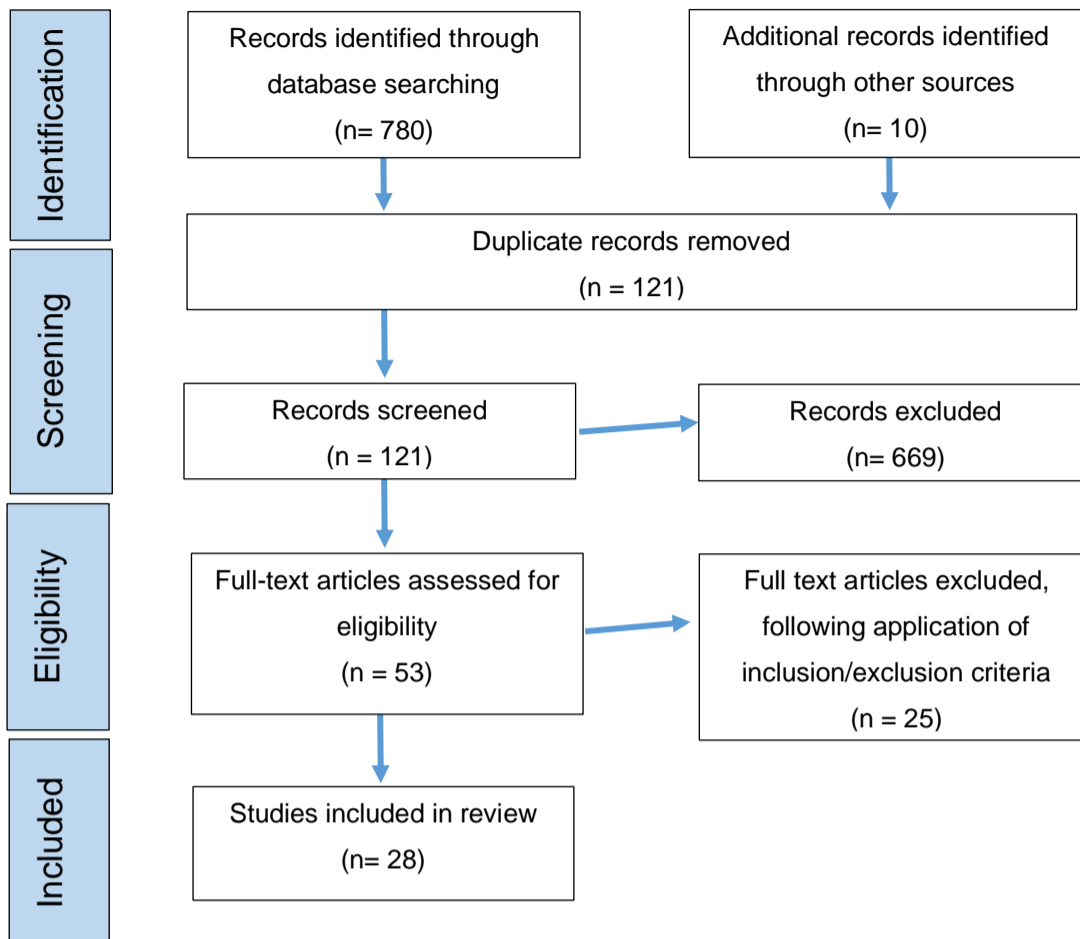 Identification
Records identified through
database searching
(n= 780)
Additional records identified
through other sources
(n= 10)
Duplicate records removed
(n = 121)
Screening
Records screened
(n = 121)
Records excluded
(n= 669)
Eligibility
Full-text articles assessed for
eligibility
(n = 53)
Full text articles excluded,
following application of
inclusion/exclusion criteria
(n = 25)
Included
Studies included in review
(n= 28)